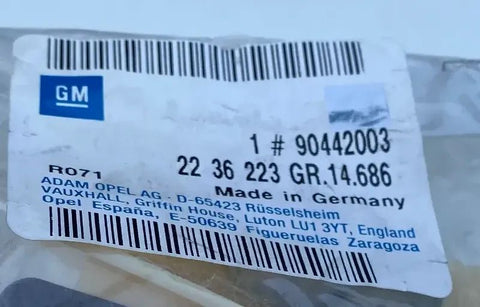 GM
1 # 90442003
22 36 223 GR.14.686
R071
Made in Germany
ADAM OPEL AG - D-65423 Rüsselsheim
VAUXHALL, Griffin House, Luton LU1 3YT, England
Opel España, E-50639 Figueruelas Zaragoza